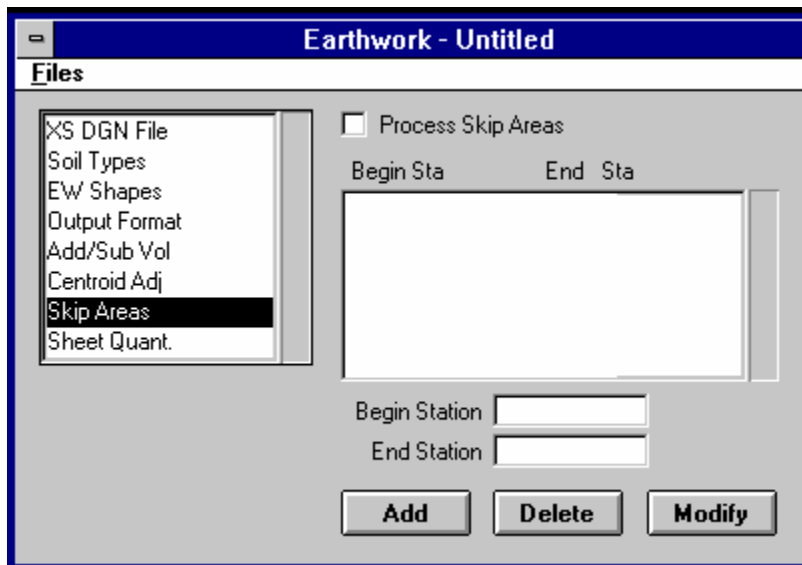 Earthwork - Untitled
Files
XS DGN File
Soil Types
EW Shapes
Output Format
Add/Sub Vol
Centroid Adj
Skip Areas
Sheet Quant.
Process Skip Areas
Begin Sta End Sta
Begin Station
End Station
Add Delete Modify